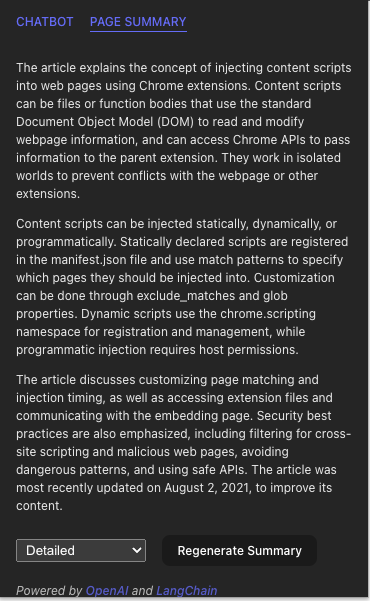 CHATBOT PAGE SUMMARY
The article explains the concept of injecting content scripts
into web pages using Chrome extensions. Content scripts
can be files or function bodies that use the standard
Document Object Model (DOM) to read and modify
webpage information, and can access Chrome APIs to pass
information to the parent extension. They work in isolated
worlds to prevent conflicts with the webpage or other
extensions.
Content scripts can be injected statically, dynamically, or
programmatically. Statically declared scripts are registered
in the manifest.json file and use match patterns to specify
which pages they should be injected into. Customization
can be done through exclude_matches and glob
properties. Dynamic scripts use the chrome.scripting
namespace for registration and management, while
programmatic injection requires host permissions.
The article discusses customizing page matching and
injection timing, as well as accessing extension files and
communicating with the embedding page. Security best
practices are also emphasized, including filtering for cross-
site scripting and malicious web pages, avoiding
dangerous patterns, and using safe APIs. The article was
most recently updated on August 2, 2021, to improve its
content.
Detailed Regenerate Summary
Powered by OpenAI and LangChain